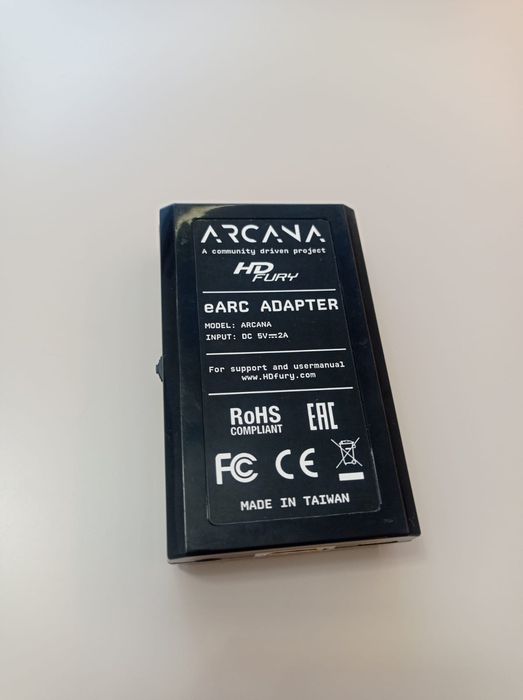 ARCANA
A community driven project
HD FURY
eARC ADAPTER
MODEL: ARCANA
INPUT: DC 5V⎓2A
For support and usermanual
www.HDfury.com
RoHS
COMPLIANT
EAC
FC CE
MADE IN TAIWAN